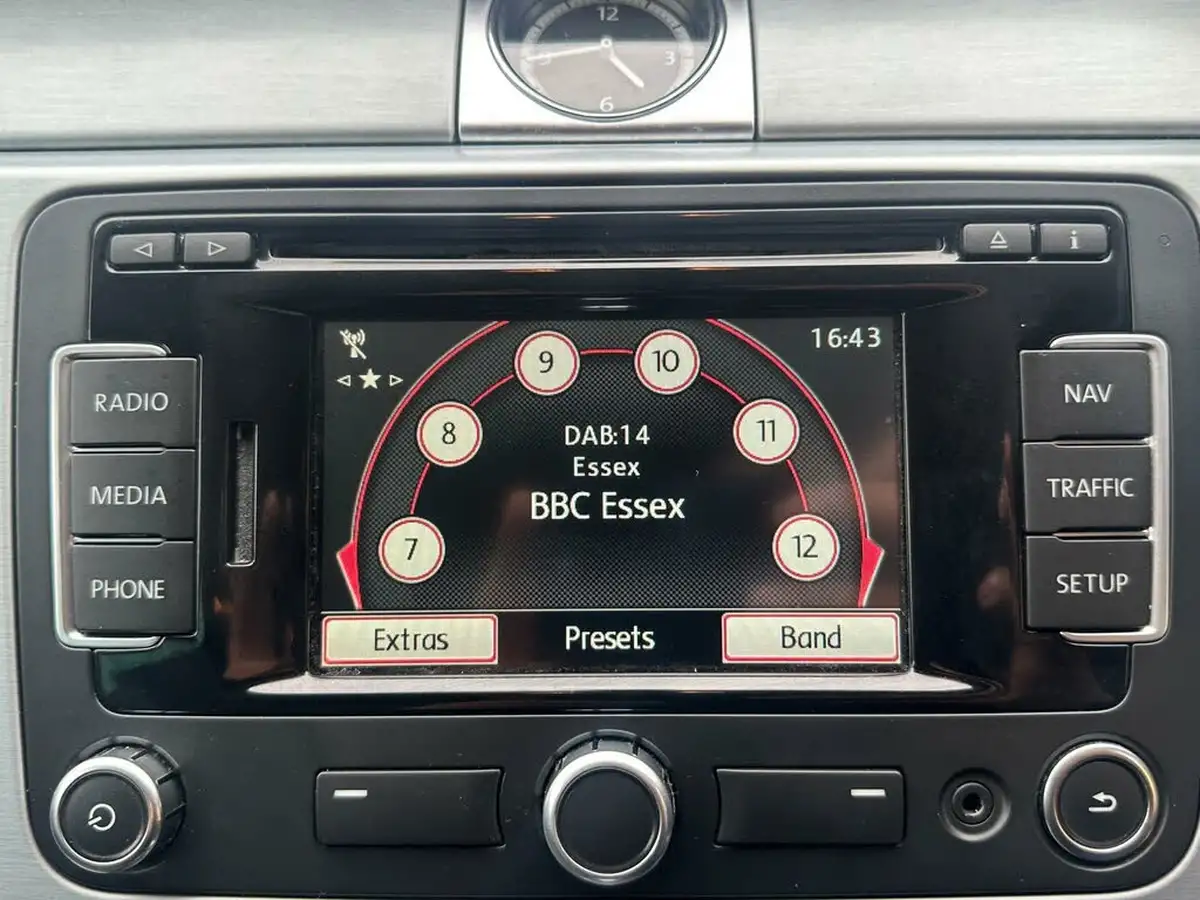 12
9
3
6
i
RADIO
MEDIA
PHONE
16:43
9
10
8
11
DAB:14
Essex
BBC Essex
7
12
Extras
Presets
Band
NAV
TRAFFIC
SETUP